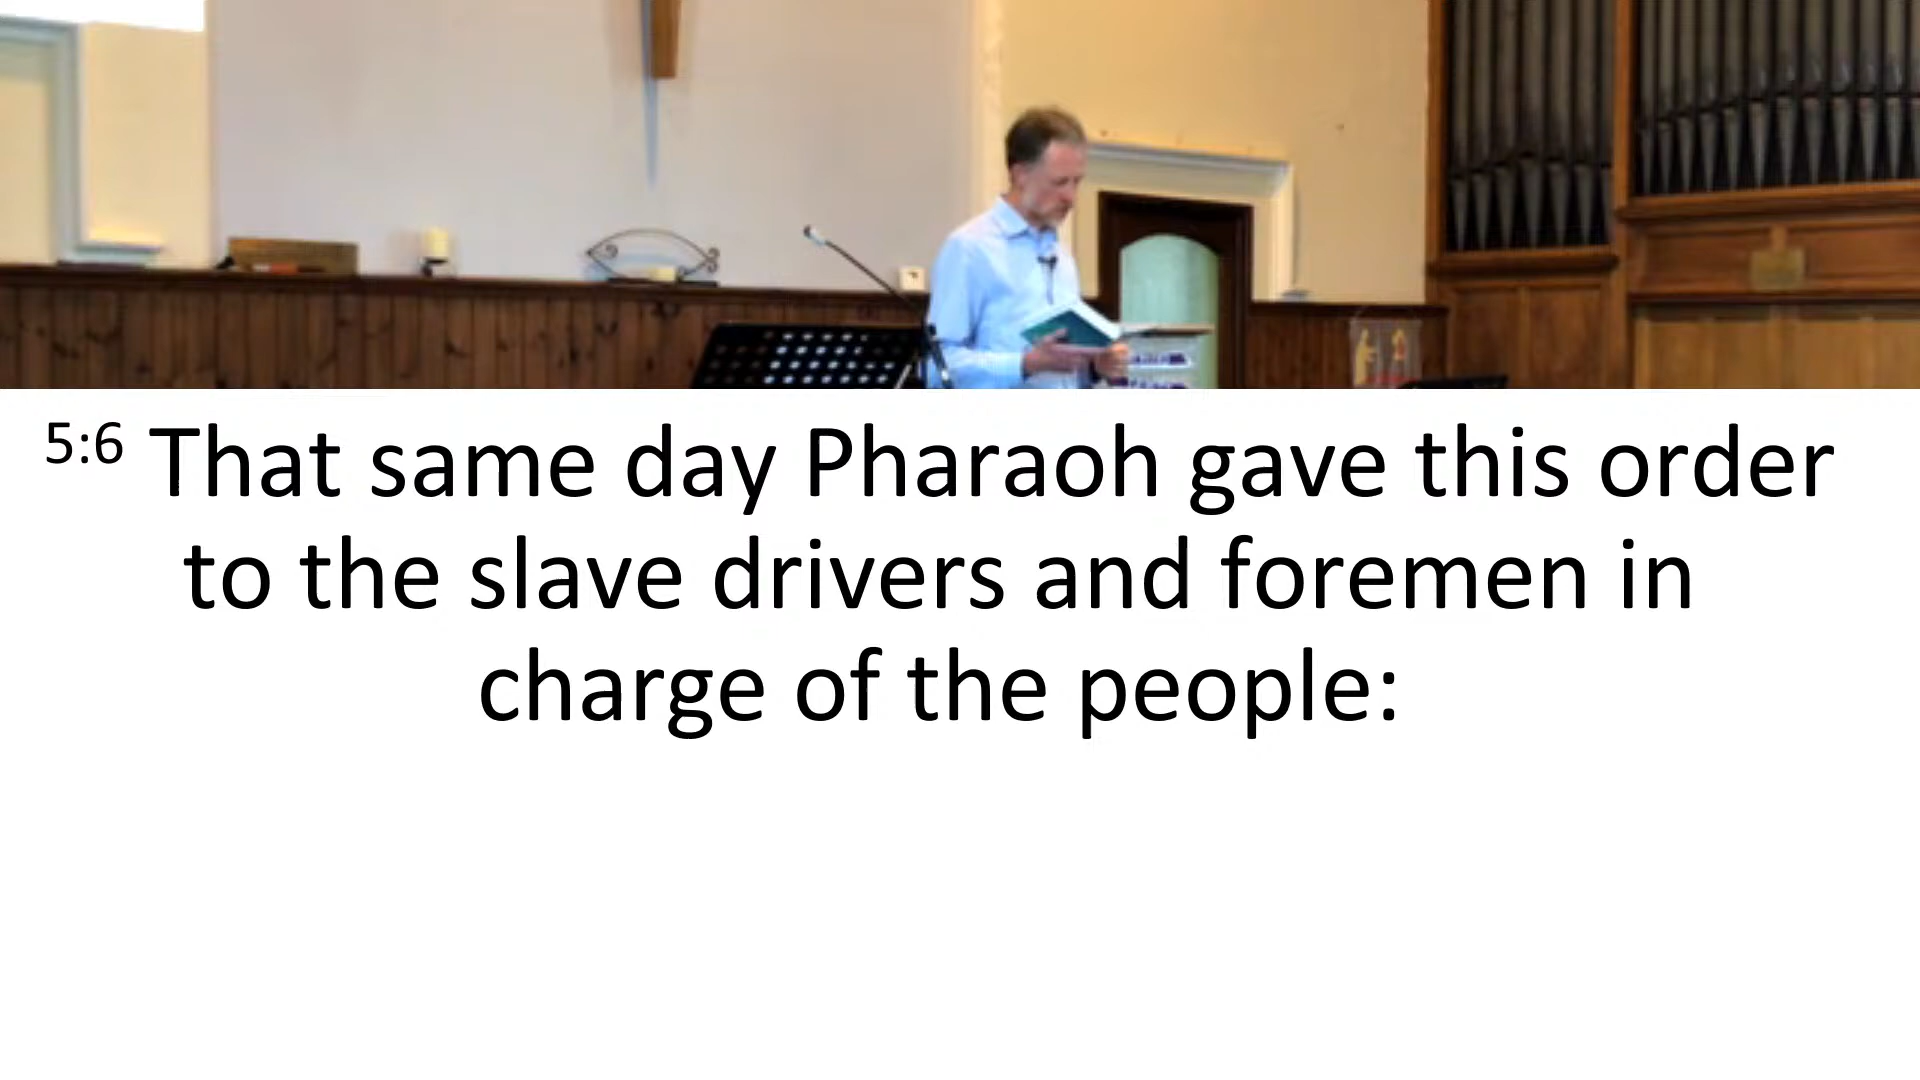 5:6 That same day Pharaoh gave this order
to the slave drivers and foremen in
charge of the people: